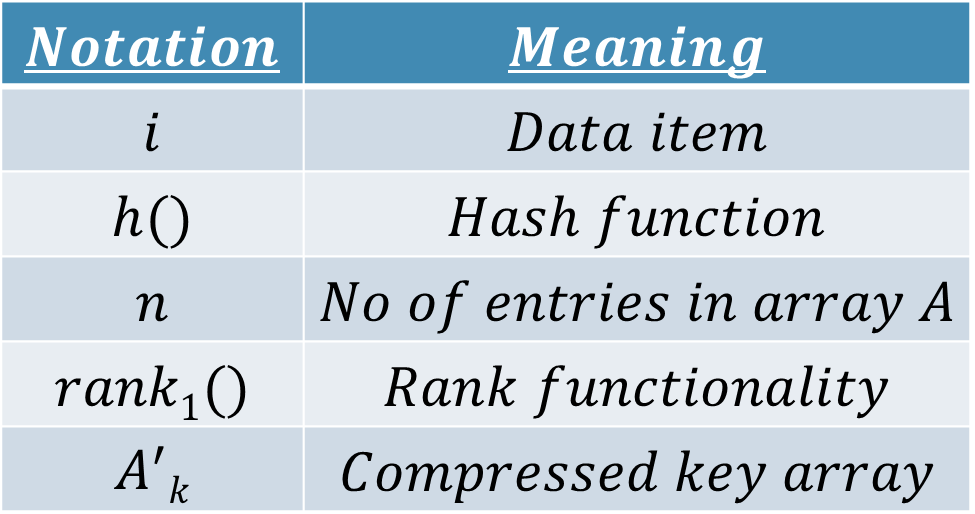 Notation Meaning
i Data item
h() Hash function
n No of entries in array A
rank₁() Rank functionality
A′ₖ Compressed key array